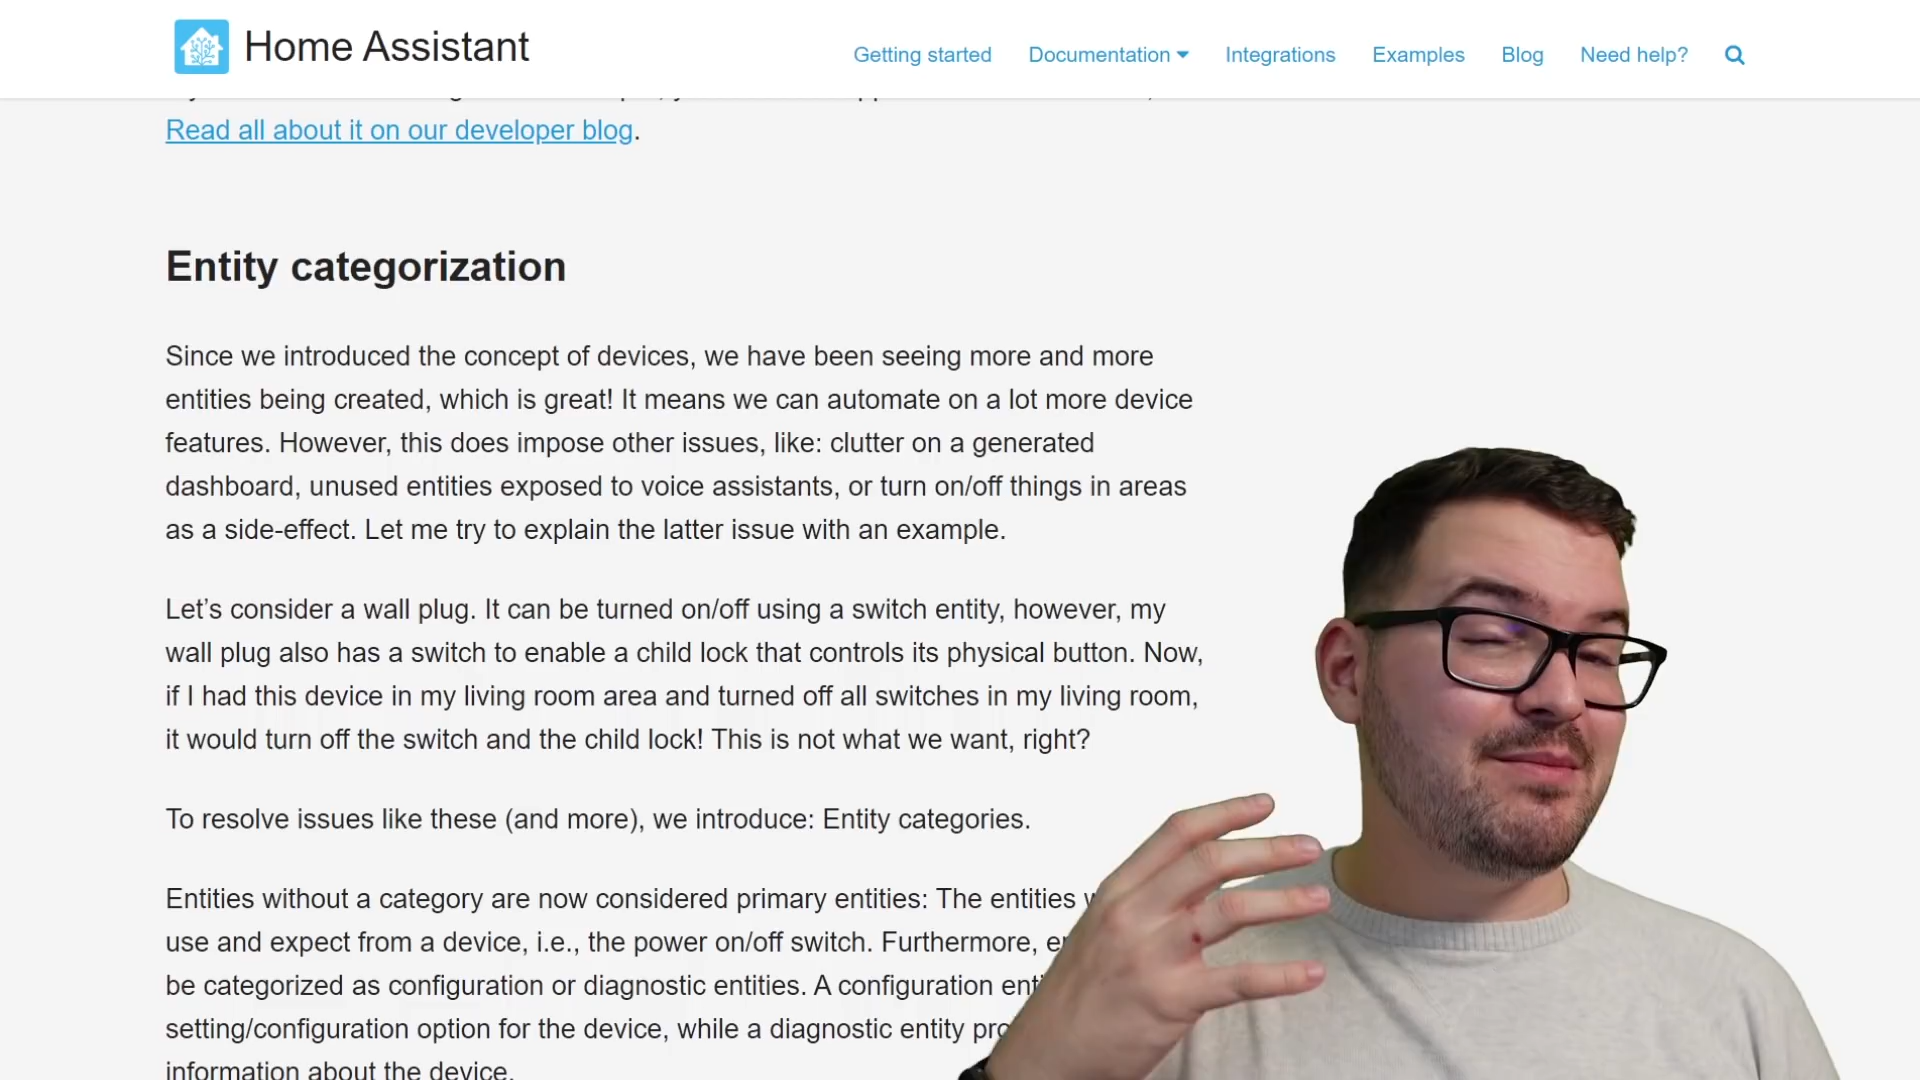 Home Assistant
Getting started
Documentation
Integrations
Examples
Blog
Need help?
Read all about it on our developer blog.
Entity categorization
Since we introduced the concept of devices, we have been seeing more and more
entities being created, which is great! It means we can automate on a lot more device
features. However, this does impose other issues, like: clutter on a generated
dashboard, unused entities exposed to voice assistants, or turn on/off things in areas
as a side-effect. Let me try to explain the latter issue with an example.
Let’s consider a wall plug. It can be turned on/off using a switch entity, however, my
wall plug also has a switch to enable a child lock that controls its physical button. Now,
if I had this device in my living room area and turned off all switches in my living room,
it would turn off the switch and the child lock! This is not what we want, right?
To resolve issues like these (and more), we introduce: Entity categories.
Entities without a category are now considered primary entities: The entities
use and expect from a device, i.e., the power on/off switch. Furthermore,
be categorized as configuration or diagnostic entities. A configuration
setting/configuration option for the device, while a diagnostic entity
information about the device.